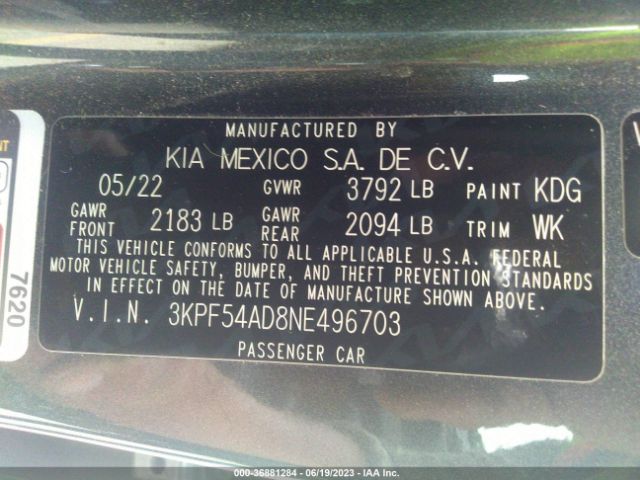 MANUFACTURED BY
KIA MEXICO S.A. DE C.V.
05/22 GVWR 3792 LB PAINT KDG
GAWR FRONT 2183 LB GAWR REAR 2094 LB TRIM WK
THIS VEHICLE CONFORMS TO ALL APPLICABLE U.S.A. FEDERAL
MOTOR VEHICLE SAFETY, BUMPER, AND THEFT PREVENTION STANDARDS
IN EFFECT ON THE DATE OF MANUFACTURE SHOWN ABOVE.
V.I.N. 3KPF54AD8NE496703
PASSENGER CAR
7620
000-36881284 - 06/19/2023 - IAA Inc.